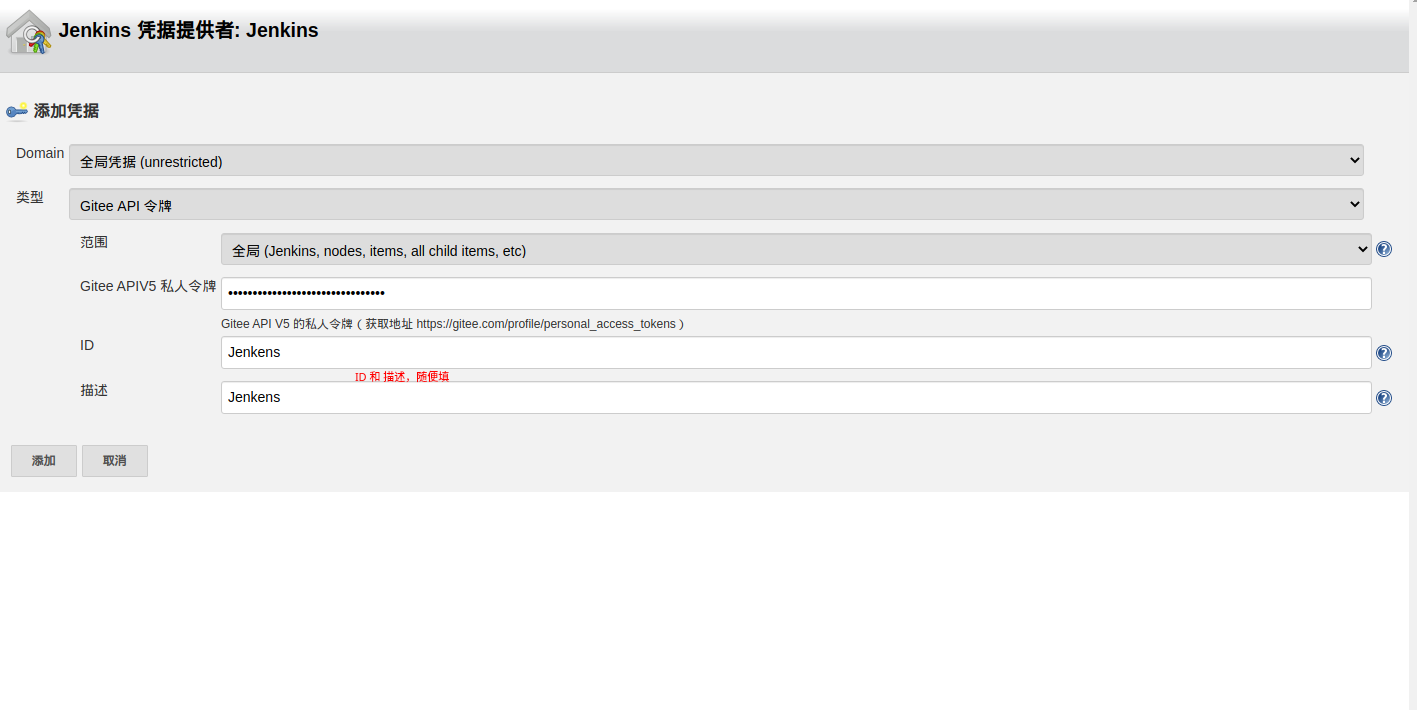 Jenkins 凭据提供者: Jenkins
添加凭据
Domain 全局凭据 (unrestricted)
类型 Gitee API 令牌
范围 全局 (Jenkins, nodes, items, all child items, etc)
Gitee APIV5 私人令牌 ••••••••••••••••••••••••••••••••
Gitee API V5 的私人令牌 ( 获取地址 https://gitee.com/profile/personal_access_tokens )
ID Jenkens
ID 和 描述，随便填
描述 Jenkens
添加 取消